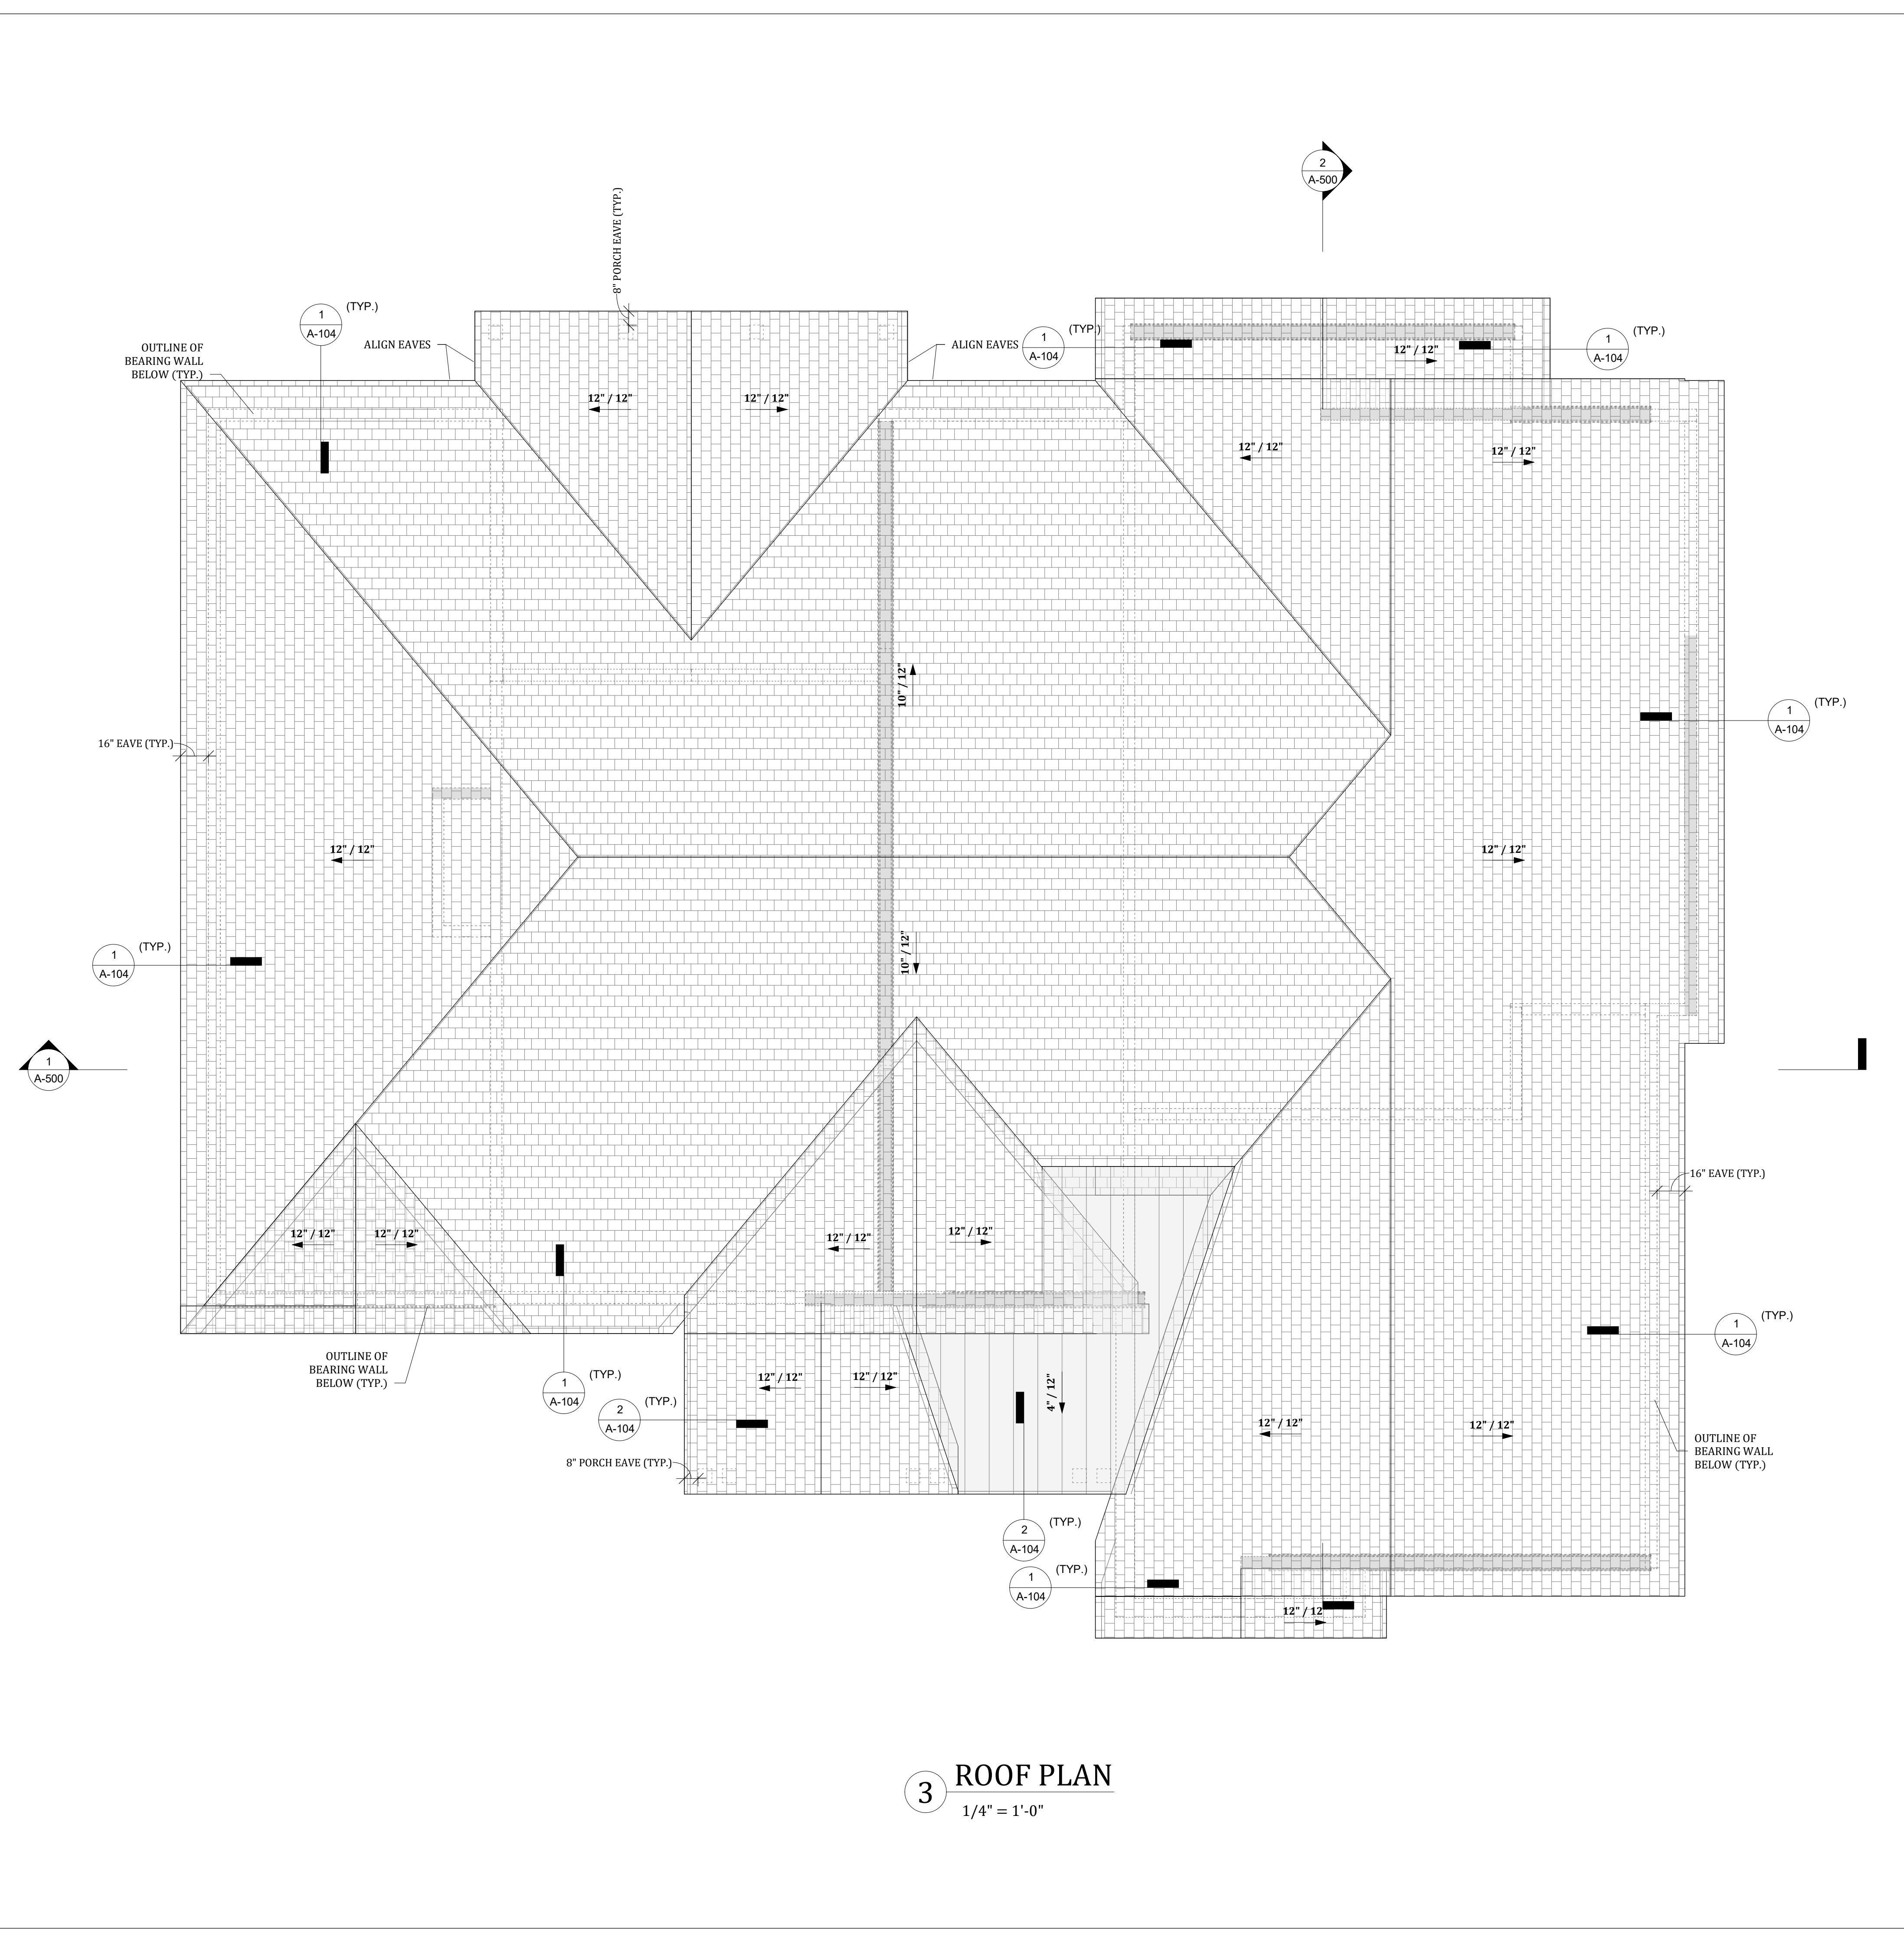 2
A-500
8" PORCH EAVE (TYP.)
1
A-104
(TYP.)
OUTLINE OF
BEARING WALL
BELOW (TYP.)
ALIGN EAVES
ALIGN EAVES
1
A-104
(TYP.)
12" / 12"
1
A-104
(TYP.)
12" / 12"
12" / 12"
12" / 12"
12" / 12"
10" / 12"
1
A-104
(TYP.)
16" EAVE (TYP.)
12" / 12"
12" / 12"
1
A-104
(TYP.)
10" / 12"
1
A-500
16" EAVE (TYP.)
12" / 12"
12" / 12"
12" / 12"
12" / 12"
1
A-104
(TYP.)
OUTLINE OF
BEARING WALL
BELOW (TYP.)
1
A-104
(TYP.)
12" / 12"
12" / 12"
4" / 12"
2
A-104
(TYP.)
12" / 12"
12" / 12"
OUTLINE OF
BEARING WALL
BELOW (TYP.)
8" PORCH EAVE (TYP.)
2
A-104
(TYP.)
1
A-104
(TYP.)
12" / 12
3
ROOF PLAN
1/4" = 1'-0"